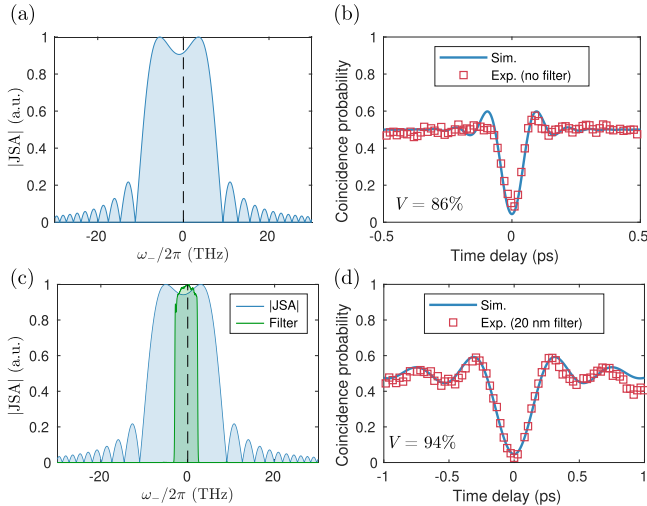 (a)
1
0.8
0.6
0.4
0.2
0
|JSA| (a.u.)
-20 0 20
ω₋/2π (THz)
(b)
1
0.8
0.6
0.4
0.2
0
Coincidence probability
Sim.
Exp. (no filter)
V = 86%
-0.5 0 0.5
Time delay (ps)
(c)
1
0.8
0.6
0.4
0.2
0
|JSA| (a.u.)
|JSA|
Filter
-20 0 20
ω₋/2π (THz)
(d)
1
0.8
0.6
0.4
0.2
0
Coincidence probability
Sim.
Exp. (20 nm filter)
V = 94%
-1 -0.5 0 0.5 1
Time delay (ps)